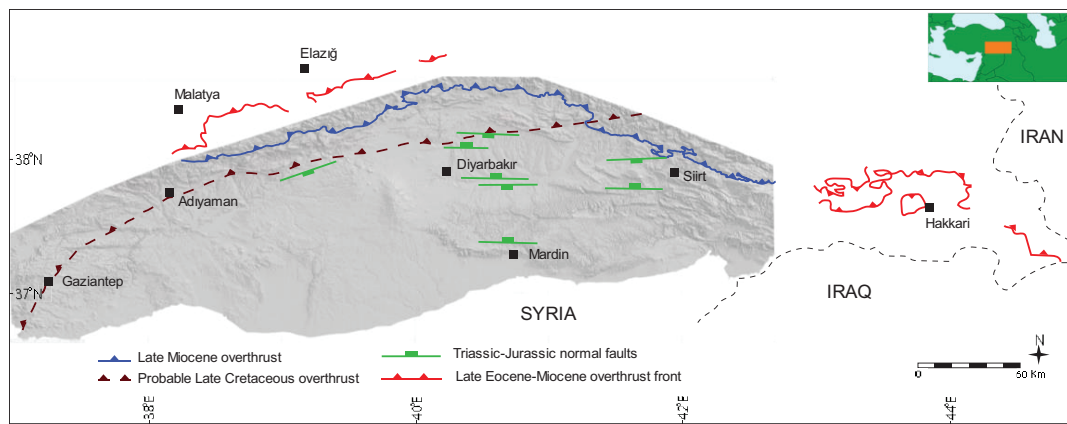 Elazığ
Malatya
IRAN
38°N
Diyarbakır
Siirt
Adıyaman
Hakkari
Mardin
Gaziantep
37°N
IRAQ
SYRIA
N
Late Miocene overthrust
Triassic-Jurassic normal faults
Probable Late Cretaceous overthrust
Late Eocene-Miocene overthrust front
0
50 Km
38°E
40°E
42°E
44°E